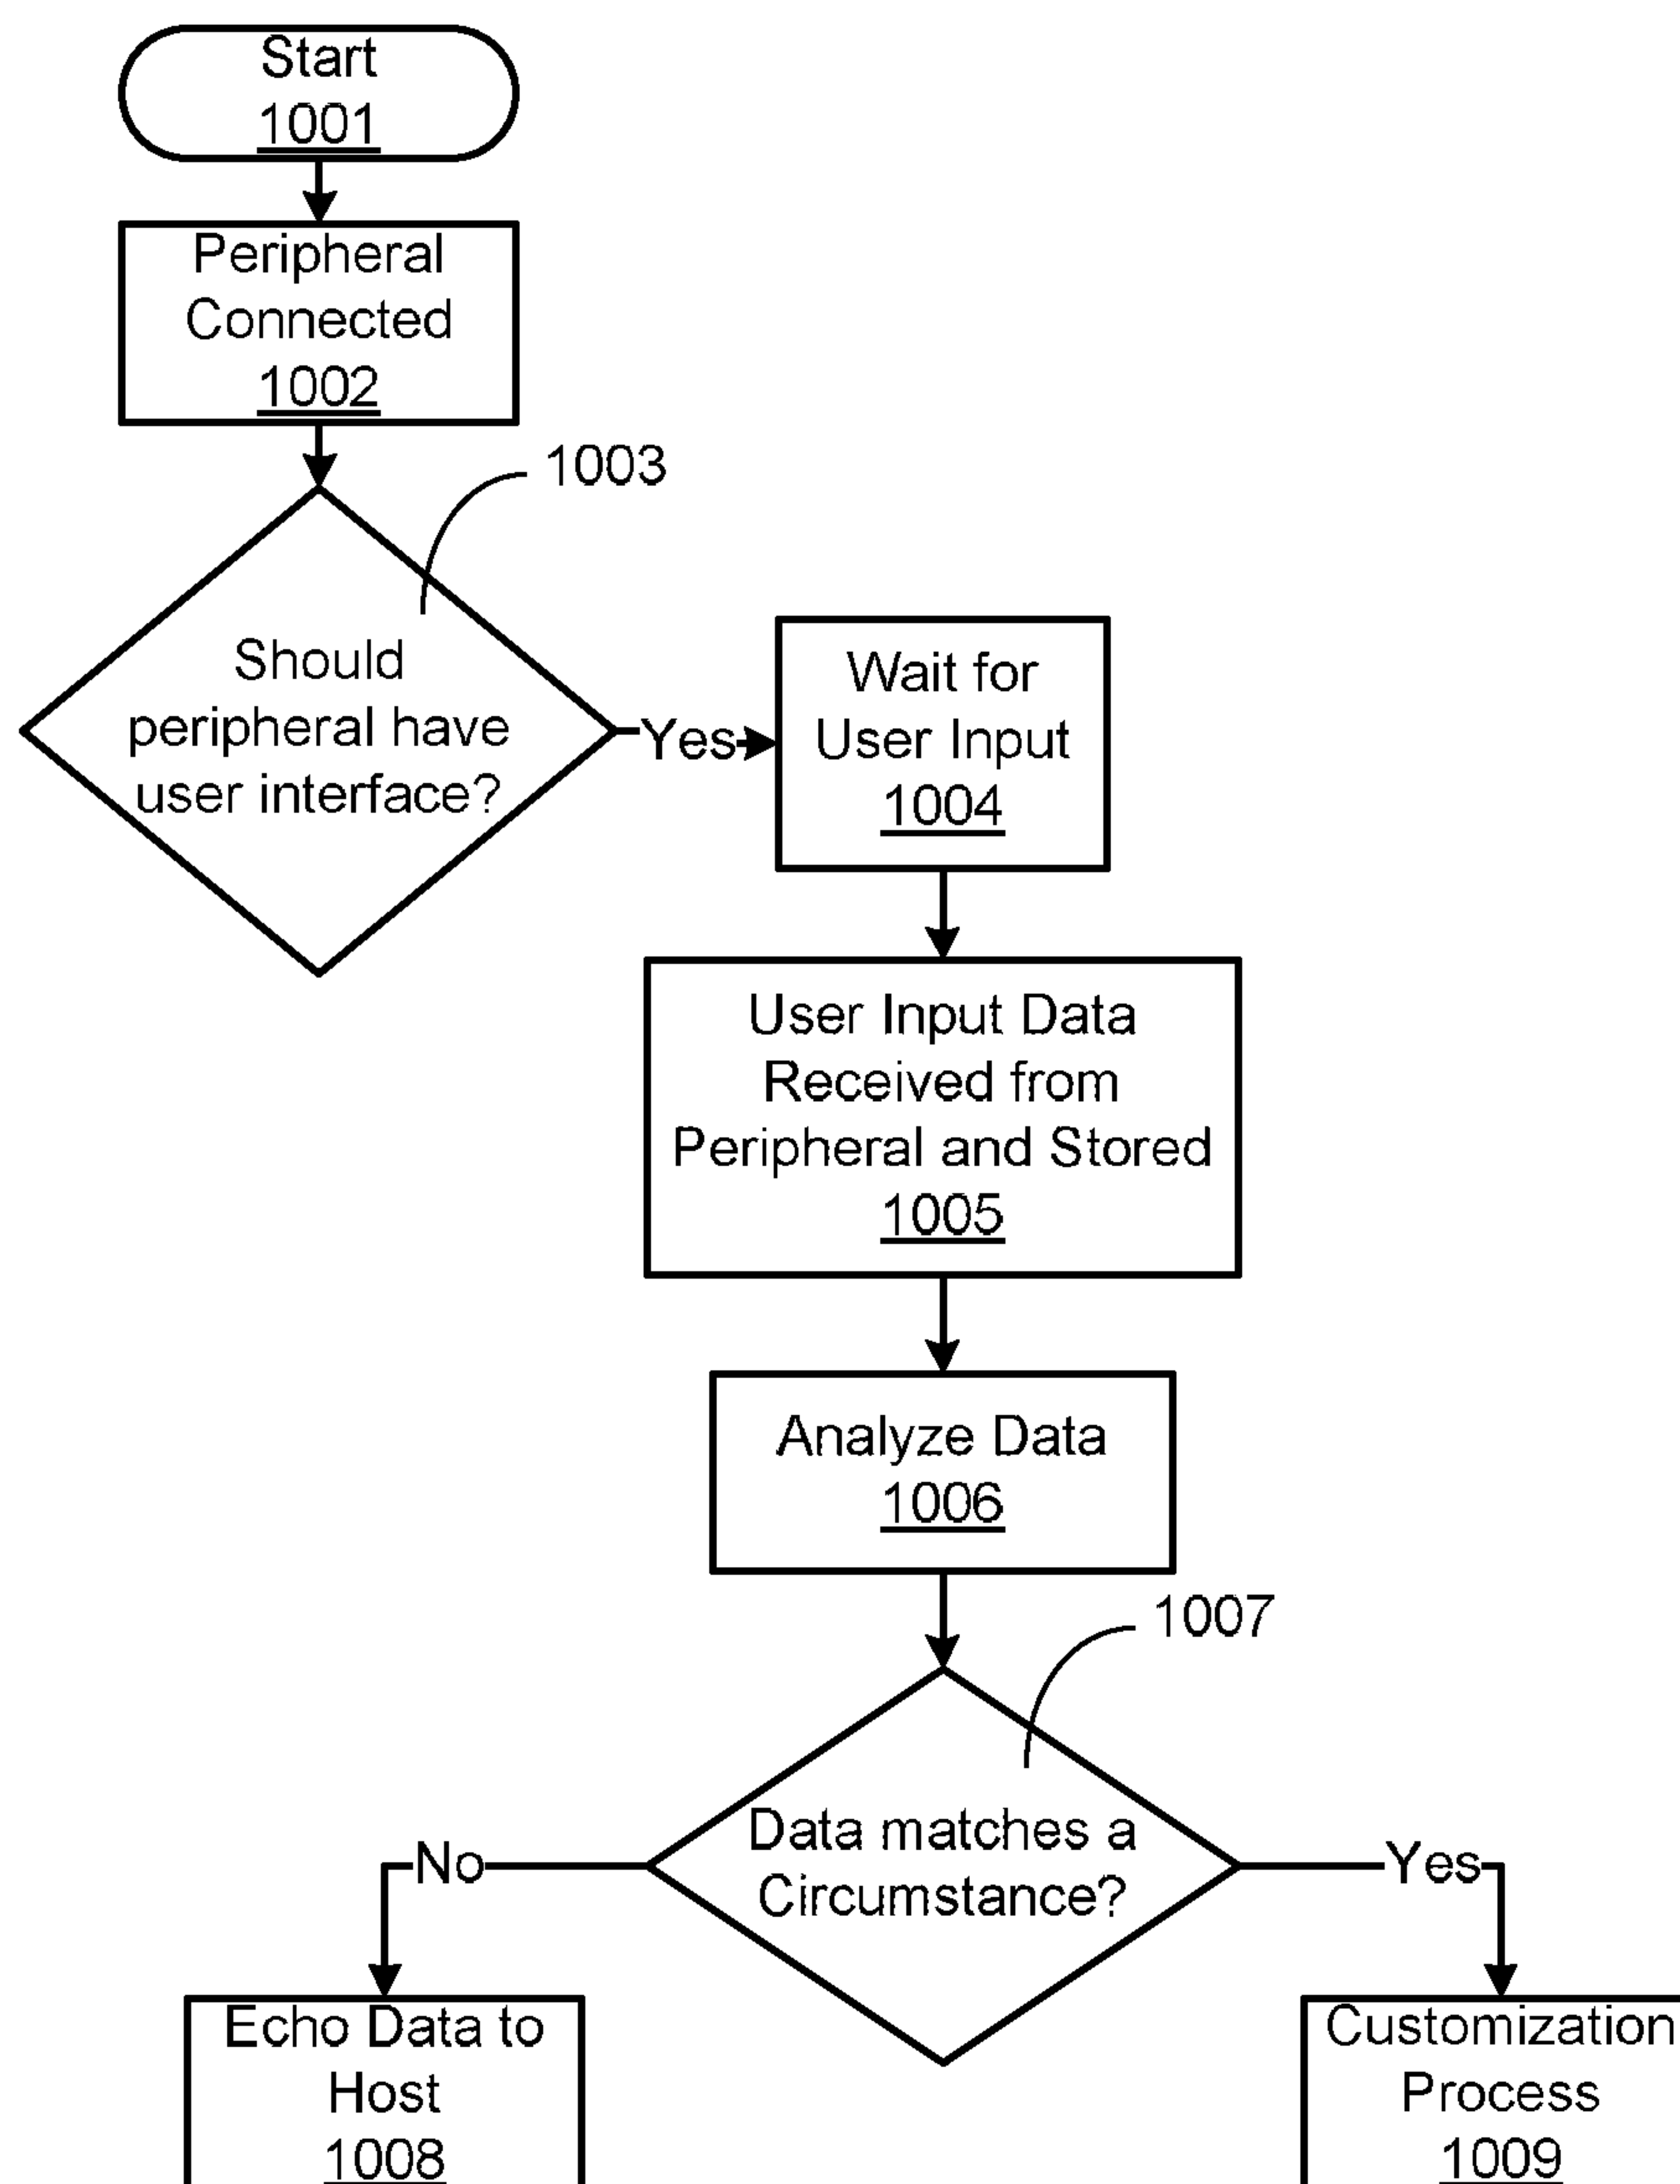 Start
1001
Peripheral
Connected
1002
1003
Should
peripheral have
user interface?
Yes
Wait for
User Input
1004
User Input Data
Received from
Peripheral and Stored
1005
Analyze Data
1006
1007
Data matches a
Circumstance?
No
Yes
Echo Data to
Host
1008
Customization
Process
1009